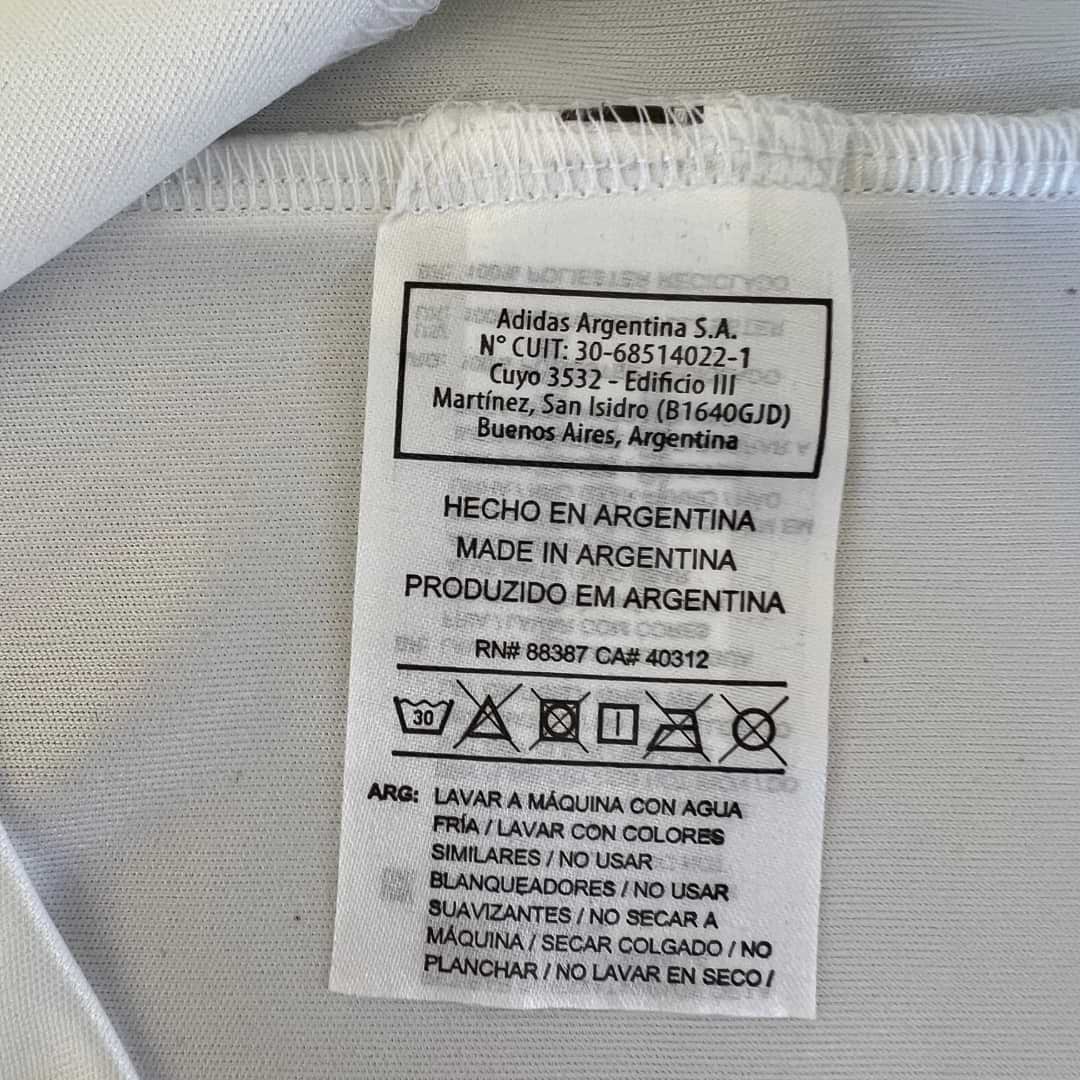 Adidas Argentina S.A.
N° CUIT: 30-68514022-1
Cuyo 3532 - Edificio III
Martínez, San Isidro (B1640GJD)
Buenos Aires, Argentina
HECHO EN ARGENTINA
MADE IN ARGENTINA
PRODUZIDO EM ARGENTINA
RN# 88387 CA# 40312
30
ARG: LAVAR A MÁQUINA CON AGUA
FRÍA / LAVAR CON COLORES
SIMILARES / NO USAR
BLANQUEADORES / NO USAR
SUAVIZANTES / NO SECAR A
MÁQUINA / SECAR COLGADO / NO
PLANCHAR / NO LAVAR EN SECO /